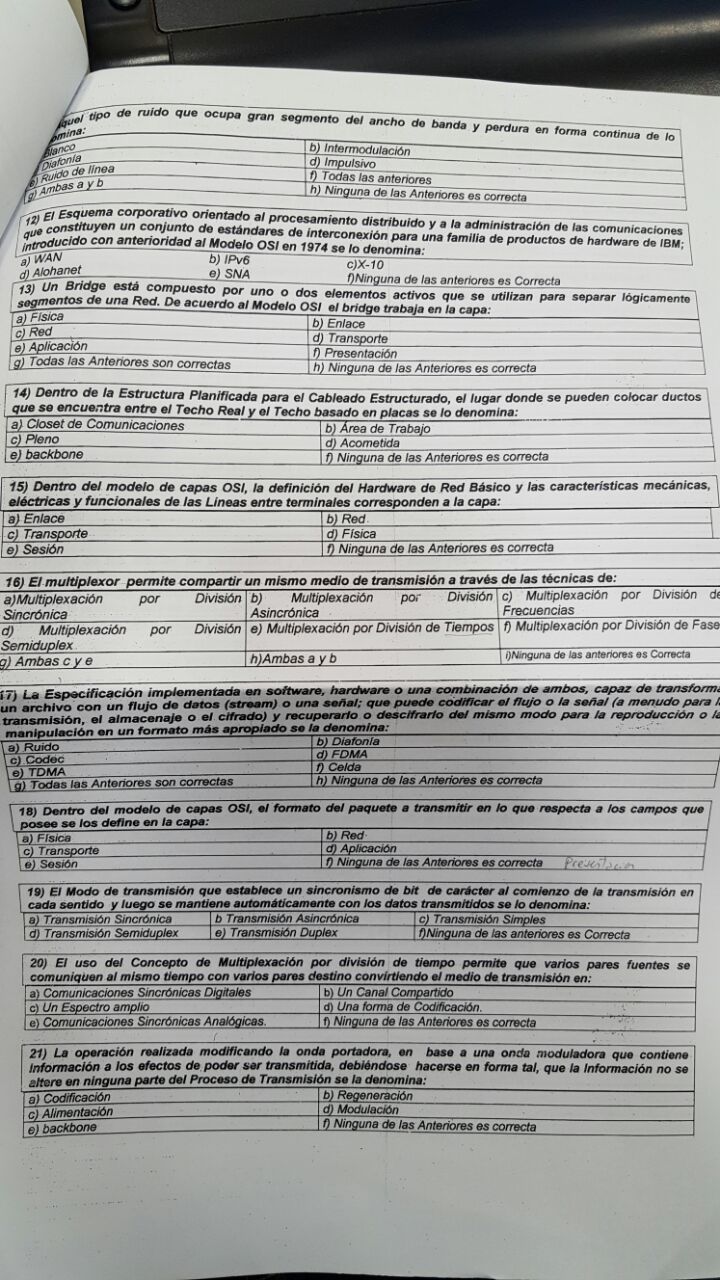 quel tipo de ruido que ocupa gran segmento del ancho de banda y perdura en forma continua de lo
omina:
Blanco b) Intermodulación
Diafonía d) Impulsivo
e) Ruido de línea f) Todas las anteriores
g) Ambas a y b h) Ninguna de las Anteriores es correcta
12) El Esquema corporativo orientado al procesamiento distribuido y a la administración de las comunicaciones
que constituyen un conjunto de estándares de interconexión para una familia de productos de hardware de IBM;
introducido con anterioridad al Modelo OSI en 1974 se lo denomina:
a) WAN b) IPv6 c)X-10
d) Alohanet e) SNA f)Ninguna de las anteriores es Correcta
13) Un Bridge está compuesto por uno o dos elementos activos que se utilizan para separar lógicamente
segmentos de una Red. De acuerdo al Modelo OSI el bridge trabaja en la capa:
a) Física b) Enlace
c) Red d) Transporte
e) Aplicación f) Presentación
g) Todas las Anteriores son correctas h) Ninguna de las Anteriores es correcta
14) Dentro de la Estructura Planificada para el Cableado Estructurado, el lugar donde se pueden colocar ductos
que se encuentra entre el Techo Real y el Techo basado en placas se lo denomina:
a) Closet de Comunicaciones b) Área de Trabajo
c) Pleno d) Acometida
e) backbone f) Ninguna de las Anteriores es correcta
15) Dentro del modelo de capas OSI, la definición del Hardware de Red Básico y las características mecánicas,
eléctricas y funcionales de las Lineas entre terminales corresponden a la capa:
a) Enlace b) Red
c) Transporte d) Física
e) Sesión f) Ninguna de las Anteriores es correcta
16) El multiplexor permite compartir un mismo medio de transmisión a través de las técnicas de:
a)Multiplexación por División b) Multiplexación por División c) Multiplexación por División de
Sincrónica Asincrónica Frecuencias
d) Multiplexación por División e) Multiplexación por División de Tiempos f) Multiplexación por División de Fase
Semiduplex
g) Ambas c y e h)Ambas a y b i)Ninguna de las anteriores es Correcta
17) La Especificación implementada en software, hardware o una combinación de ambos, capaz de transforma
un archivo con un flujo de datos (stream) o una señal; que puede codificar el flujo o la señal (a menudo para l
transmisión, el almacenaje o el cifrado) y recuperarlo o descifrarlo del mismo modo para la reproducción o la
manipulación en un formato más apropiado se la denomina:
a) Ruido b) Diafonía
c) Codec d) FDMA
e) TDMA f) Celda
g) Todas las Anteriores son correctas h) Ninguna de las Anteriores es correcta
18) Dentro del modelo de capas OSI, el formato del paquete a transmitir en lo que respecta a los campos que
posee se los define en la capa:
a) Física b) Red
c) Transporte d) Aplicación
e) Sesión f) Ninguna de las Anteriores es correcta Presentacion
19) El Modo de transmisión que establece un sincronismo de bit de carácter al comienzo de la transmisión en
cada sentido y luego se mantiene automáticamente con los datos transmitidos se lo denomina:
a) Transmisión Sincrónica b Transmisión Asincrónica c) Transmisión Simples
d) Transmisión Semiduplex e) Transmisión Duplex f)Ninguna de las anteriores es Correcta
20) El uso del Concepto de Multiplexación por división de tiempo permite que varios pares fuentes se
comuniquen al mismo tiempo con varios pares destino convirtiendo el medio de transmisión en:
a) Comunicaciones Sincrónicas Digitales b) Un Canal Compartido
c) Un Espectro amplio d) Una forma de Codificación.
e) Comunicaciones Sincrónicas Analógicas. f) Ninguna de las Anteriores es correcta
21) La operación realizada modificando la onda portadora, en base a una onda moduladora que contiene
Información a los efectos de poder ser transmitida, debiéndose hacerse en forma tal, que la Información no se
altere en ninguna parte del Proceso de Transmisión se la denomina:
a) Codificación b) Regeneración
c) Alimentación d) Modulación
e) backbone f) Ninguna de las Anteriores es correcta